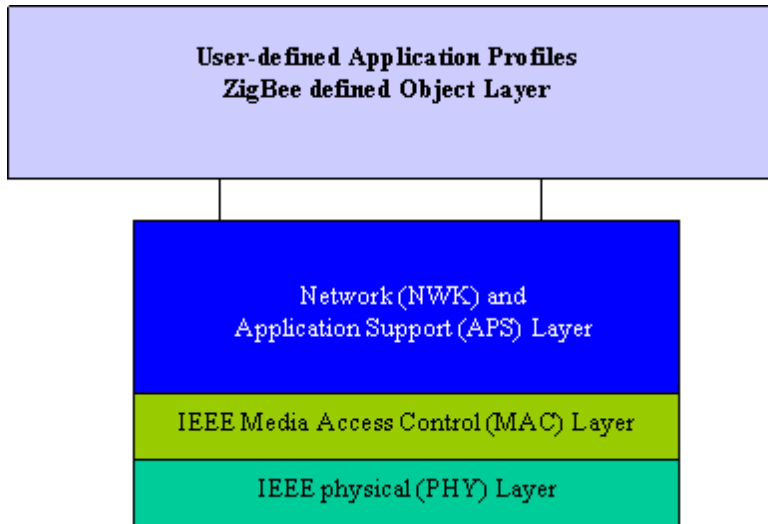 User-defined Application Profiles
ZigBee defined Object Layer
Network (NWK) and
Application Support (APS) Layer
IEEE Media Access Control (MAC) Layer
IEEE physical (PHY) Layer